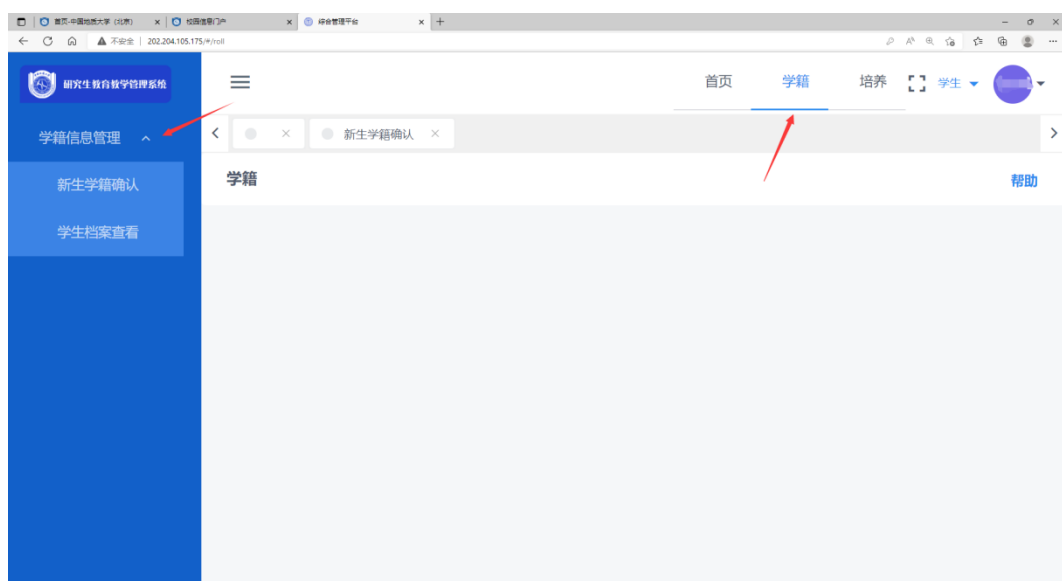 首页-中国地质大学（北京）
校园信息门户
综合管理平台
不安全 | 202.204.105.175/#/roll
研究生教育教学管理系统
首页
学籍
培养
学生
学籍信息管理
新生学籍确认
新生学籍确认
学籍
帮助
学生档案查看